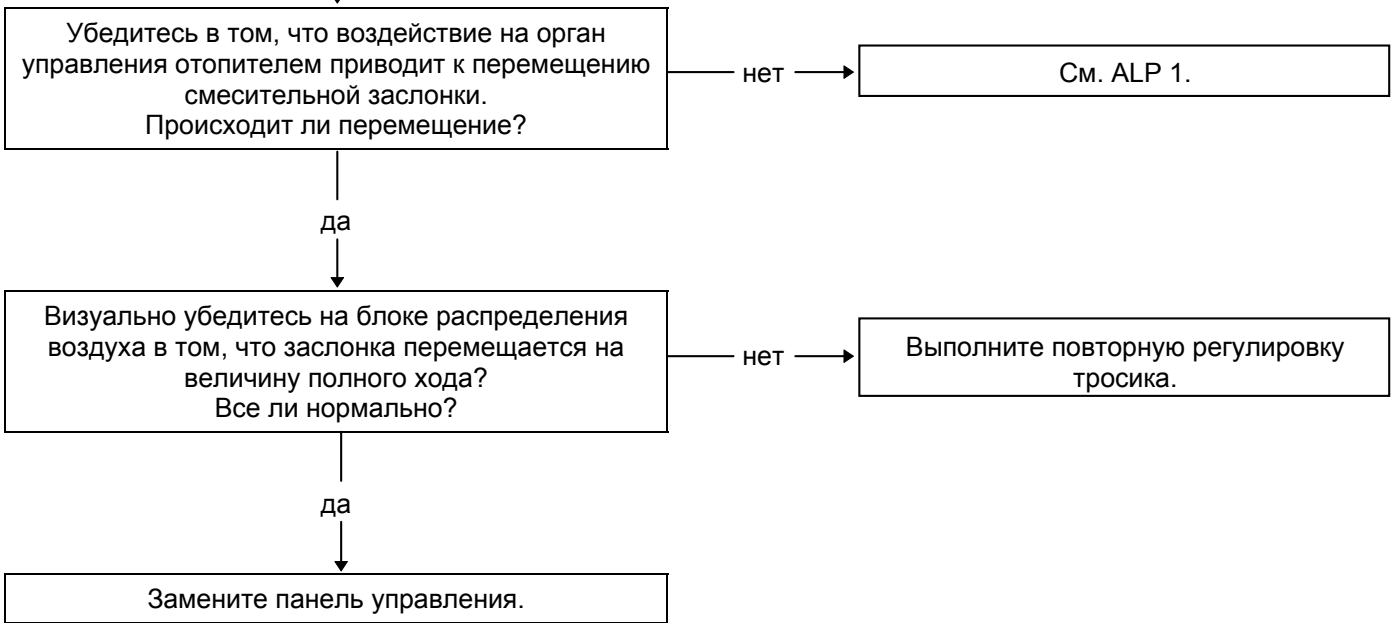 Убедитесь в том, что воздействие на орган
управления отопителем приводит к перемещению
смесительной заслонки.
Происходит ли перемещение?
нет
См. ALP 1.
да
Визуально убедитесь на блоке распределения
воздуха в том, что заслонка перемещается на
величину полного хода?
Все ли нормально?
нет
Выполните повторную регулировку
тросика.
да
Замените панель управления.